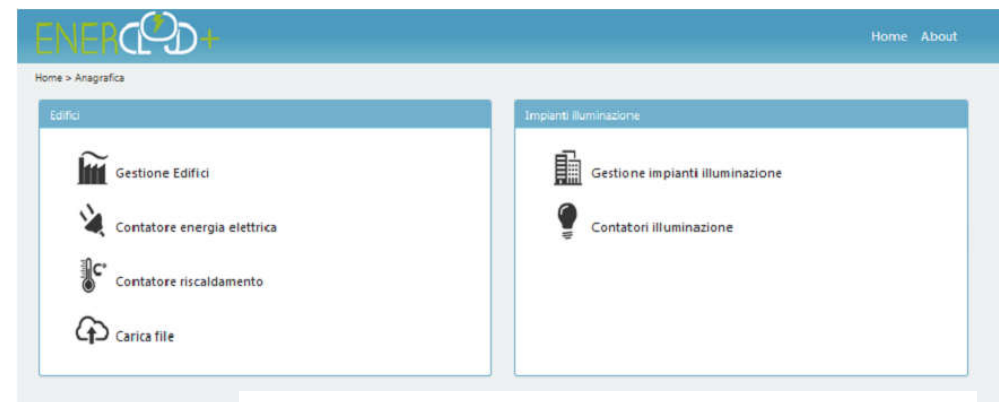 ENERCLOUD+
Home About
Home > Anagrafica
Edifici
Gestione Edifici
Contatore energia elettrica
C°
Contatore riscaldamento
Carica file
Impianti illuminazione
Gestione impianti illuminazione
Contatori illuminazione